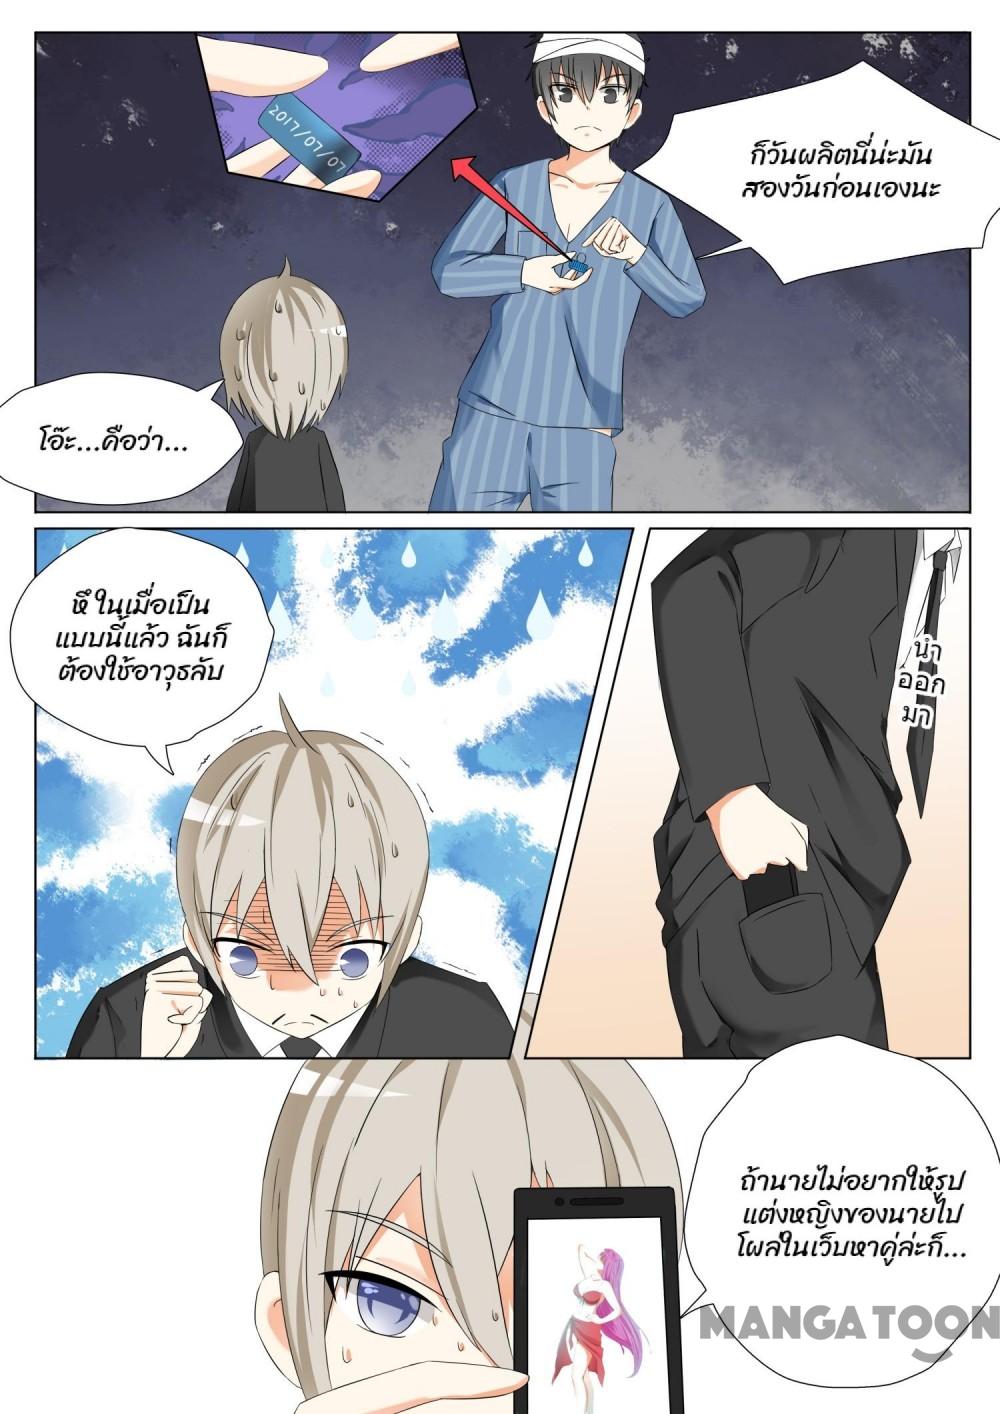 2017/07/07
ก็วันผลิตนี่น่ะมัน
สองวันก่อนเองนะ
โอ๊ะ...คือว่า...
หึ ในเมื่อเป็น
แบบนี้แล้ว ฉันก็
ต้องใช้อาวุธลับ
นำ
ออก
มา
ถ้านายไม่อยากให้รูป
แต่งหญิงของนายไป
โผล่ในเว็บหาคู่ล่ะก็...
MANGATOON